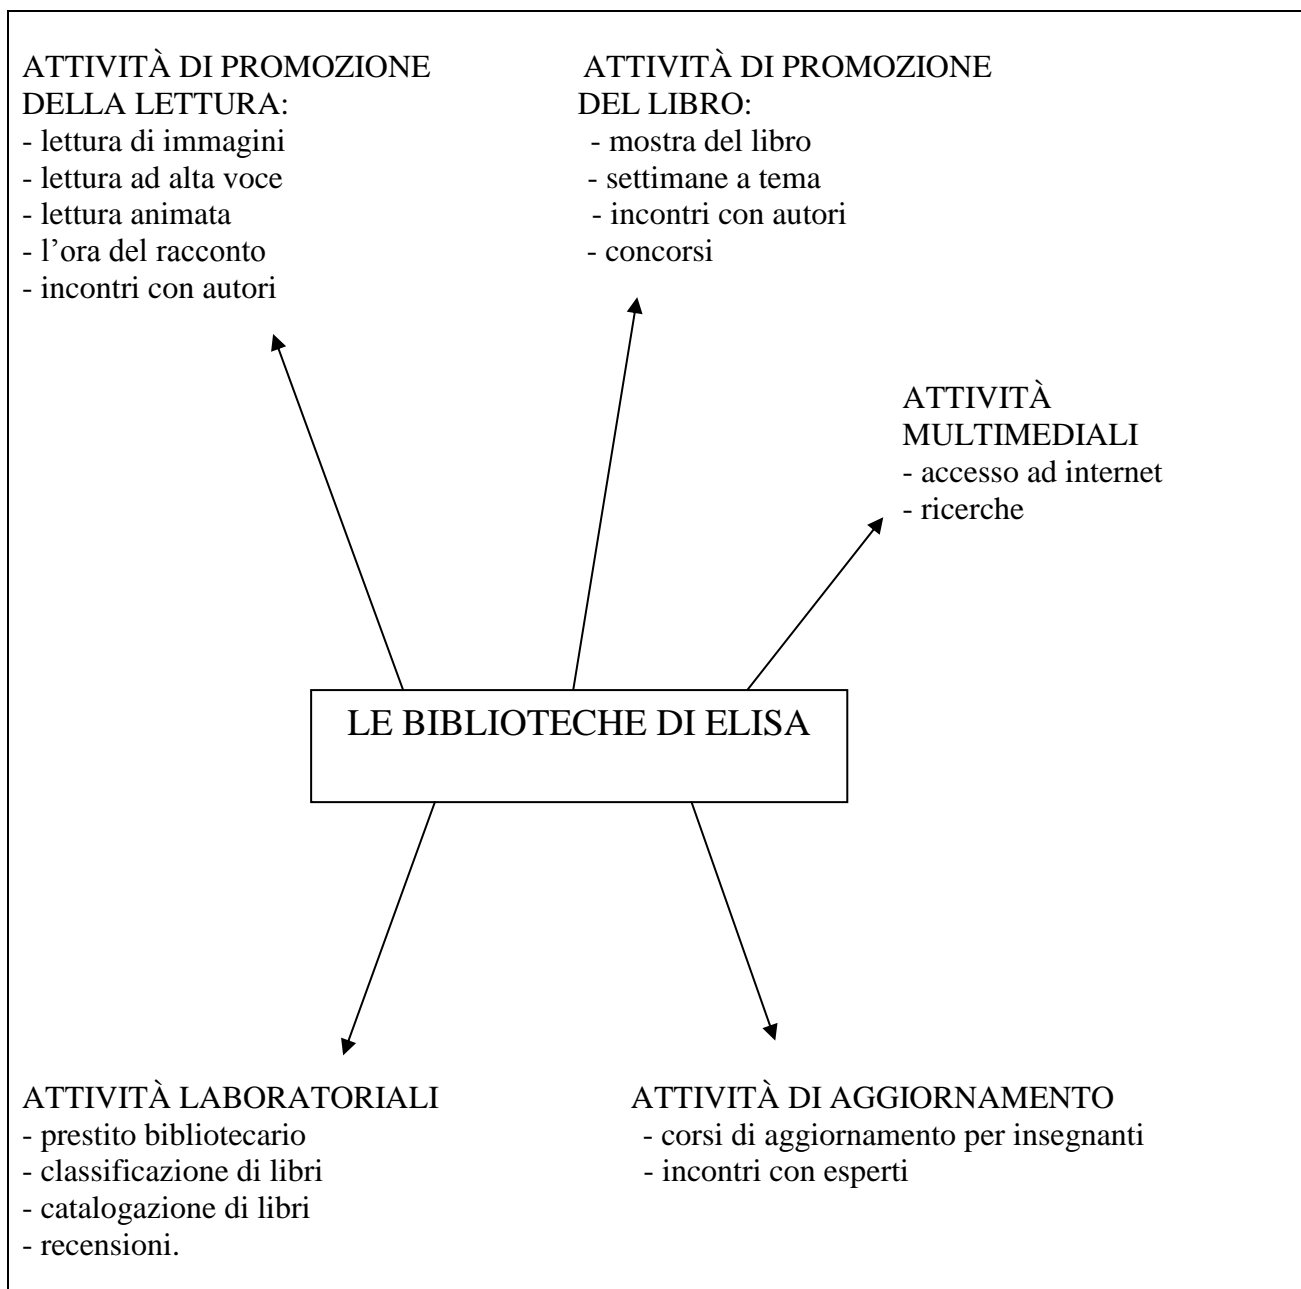 ATTIVITÀ DI PROMOZIONE
DELLA LETTURA:
- lettura di immagini
- lettura ad alta voce
- lettura animata
- l’ora del racconto
- incontri con autori
ATTIVITÀ DI PROMOZIONE
DEL LIBRO:
- mostra del libro
- settimane a tema
- incontri con autori
- concorsi
ATTIVITÀ
MULTIMEDIALI
- accesso ad internet
- ricerche
LE BIBLIOTECHE DI ELISA
ATTIVITÀ LABORATORIALI
- prestito bibliotecario
- classificazione di libri
- catalogazione di libri
- recensioni.
ATTIVITÀ DI AGGIORNAMENTO
- corsi di aggiornamento per insegnanti
- incontri con esperti